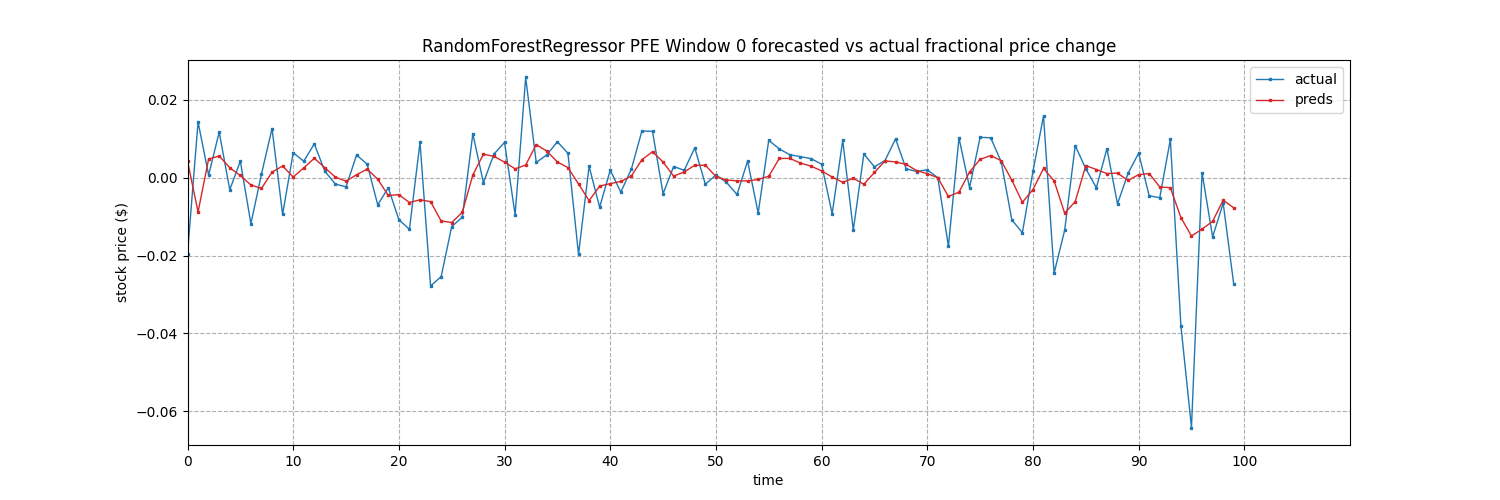 RandomForestRegressor PFE Window 0 forecasted vs actual fractional price change
actual
preds
0.02
0.00
−0.02
−0.04
−0.06
stock price ($)
0 10 20 30 40 50 60 70 80 90 100
time